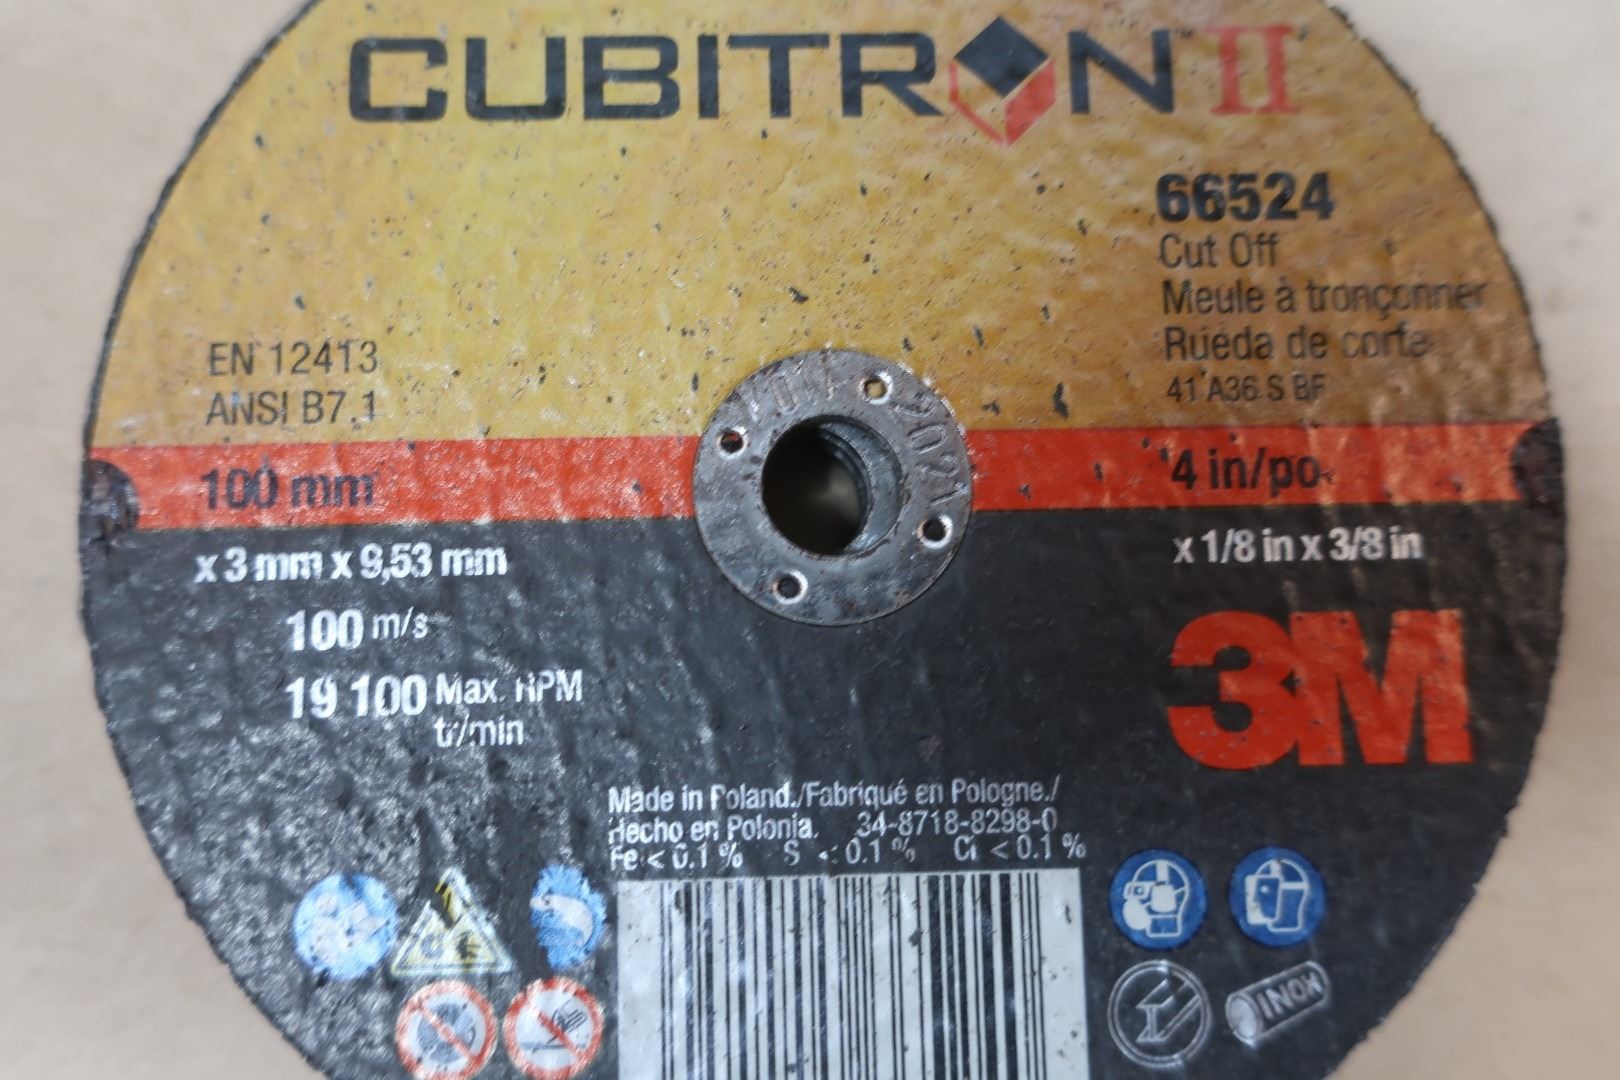 CUBITRON™ II
66524
Cut Off
Meule à tronçonner
Rueda de corte
41 A36 S BF
EN 12413
ANSI B7.1
2021
100 mm
4 in/po
x 3 mm x 9,53 mm
x 1/8 in x 3/8 in
100 m/s
19 100 Max. RPM
tr/min
3M
Made in Poland./Fabriqué en Pologne./
Hecho en Polonia. 34-8718-8298-0
Fe < 0.1 % S < 0.1 % Cl < 0.1 %
INOX